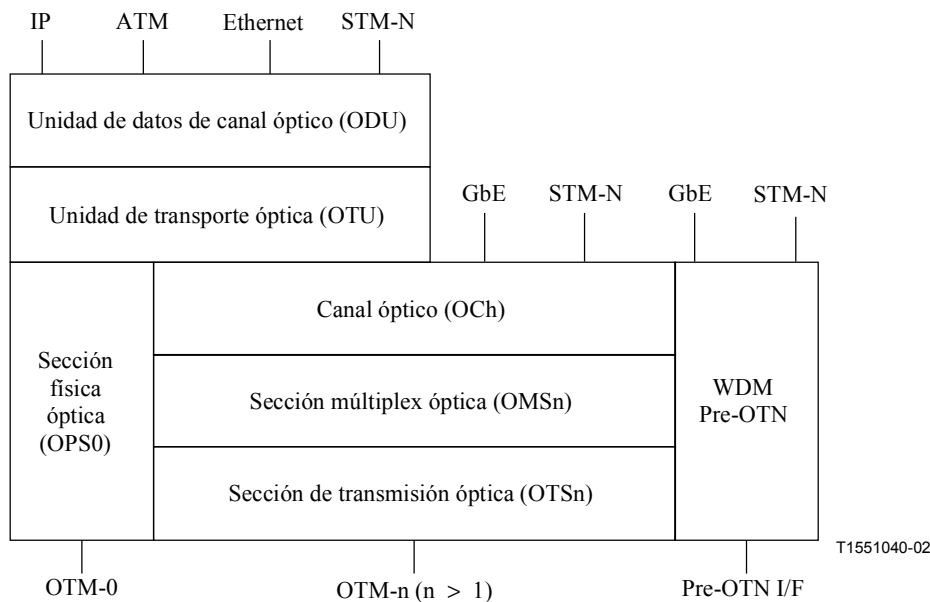 IP ATM Ethernet STM-N
Unidad de datos de canal óptico (ODU)
Unidad de transporte óptica (OTU)
GbE STM-N GbE STM-N
Canal óptico (OCh)
Sección
física
óptica
(OPS0)
Sección múltiplex óptica (OMSn)
WDM
Pre-OTN
Sección de transmisión óptica (OTSn)
T1551040-02
OTM-0 OTM-n (n > 1) Pre-OTN I/F